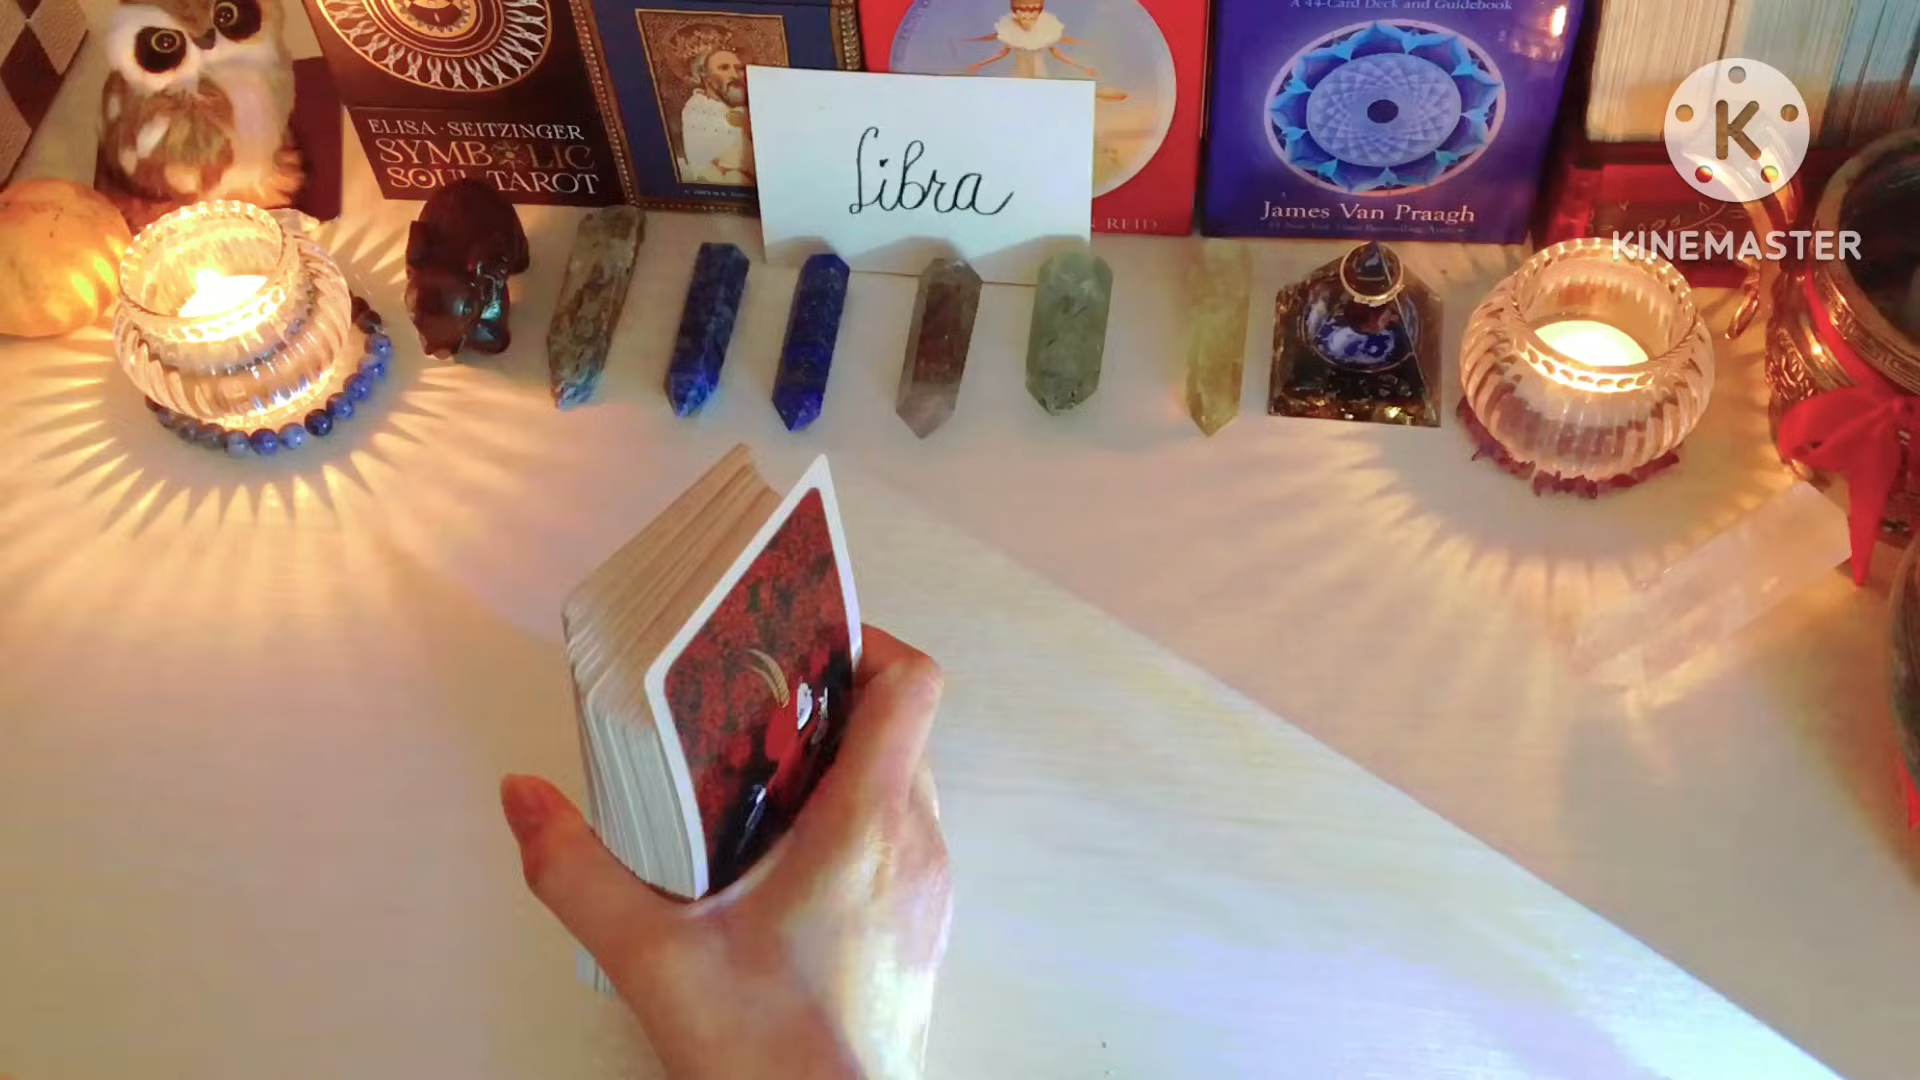 A 44-Card Deck and Guidebook
ELISA · SEITZINGER
SYMBOLIC
SOUL TAROT
Libra
James Van Praagh
REID
K
KINEMASTER